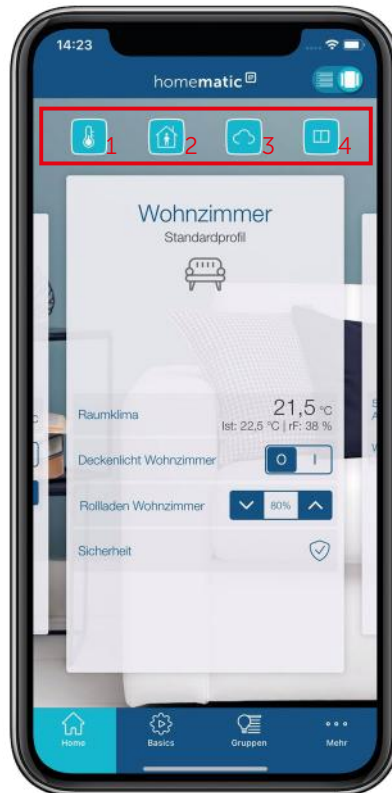 14:23
homematic IP
1 2 3 4
Wohnzimmer
Standardprofil
Raumklima 21,5 °C
Ist: 22,5 °C | rF: 38 %
Deckenlicht Wohnzimmer O I
Rollladen Wohnzimmer 80%
Sicherheit
Home Basics Gruppen Mehr